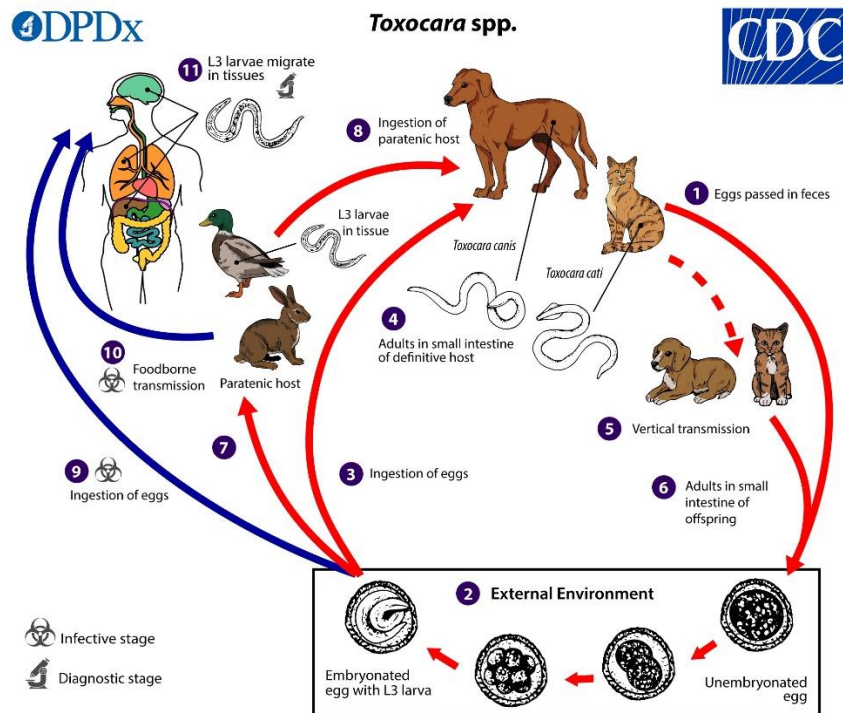 DPDx
Toxocara spp.
CDC
11 L3 larvae migrate
in tissues
8 Ingestion of
paratenic host
1 Eggs passed in feces
L3 larvae
in tissue
Toxocara canis
Toxocara cati
4
Adults in small intestine
of definitive host
10 Foodborne
transmission
Paratenic host
5 Vertical transmission
7
9
Ingestion of eggs
3 Ingestion of eggs
6 Adults in small
intestine of
offspring
2 External Environment
Infective stage
Diagnostic stage
Embryonated
egg with L3 larva
Unembryonated
egg